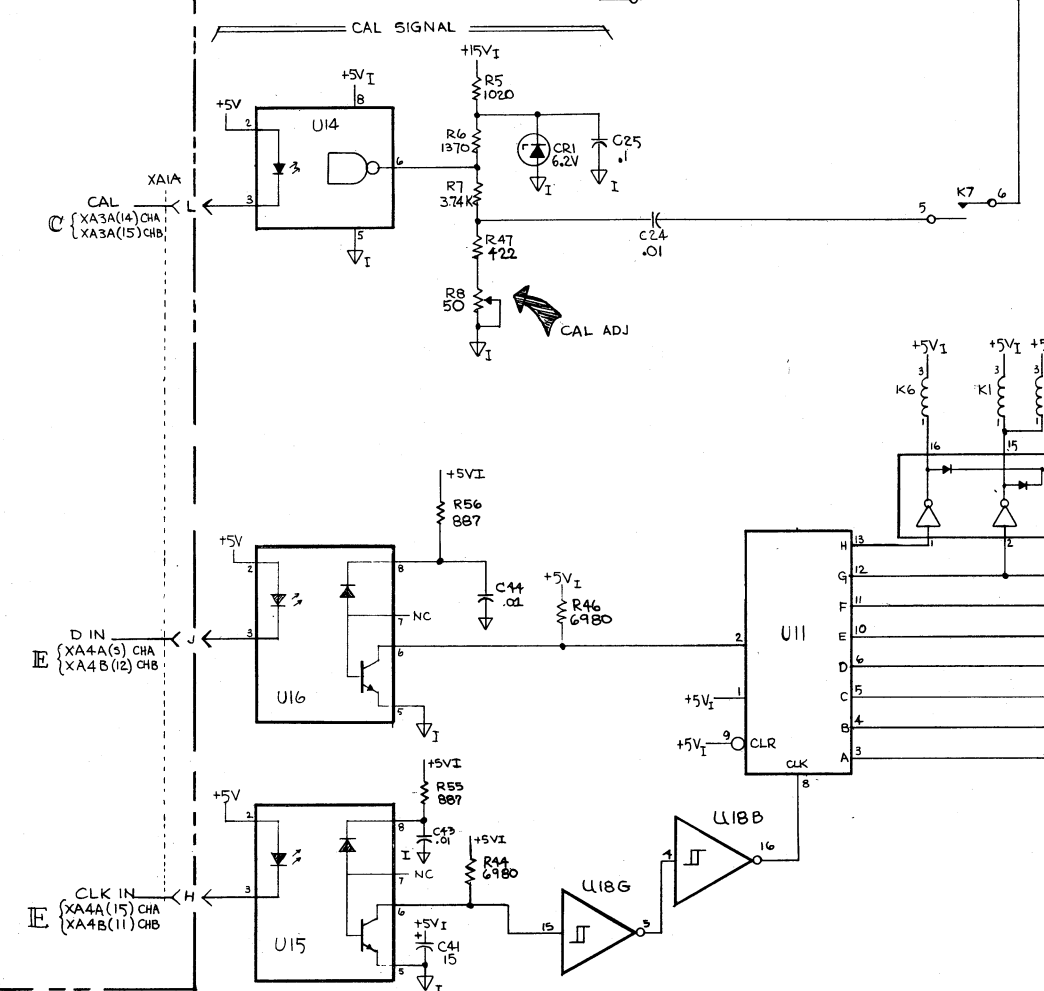 CAL SIGNAL
+15VI
R5
1020
+5VI
8
+5V
2
U14
R6
1370
CR1
6.2V
C25
.1
6
I
I
XA1A
CAL
L
3
R7
3.74K
ℂ
XA3A(14) CHA
XA3A(15) CHB
5
I
R47
422
C24
.01
5
K7
6
R8
50
CAL ADJ
I
+5VI
+5VI
+5
3
3
3
K6
K1
1
1
1
16
15
+5VI
R56
887
+5V
2
8
C44
.01
+5VI
R46
6980
NC
7
H
13
1
2
G
12
F
11
D IN
J
3
6
2
U11
E
10
𝔼
XA4A(5) CHA
XA4B(12) CHB
D
6
U16
5
I
+5VI
1
C
5
B
4
+5VI
9
CLR
A
3
CLK
8
+5VI
R55
887
+5V
2
8
C43
.01
I
+5VI
R44
6980
U18B
4
16
NC
7
U18G
CLK IN
H
3
6
15
5
𝔼
XA4A(15) CHA
XA4B(11) CHB
+5VI
+
C41
15
U15
5
I